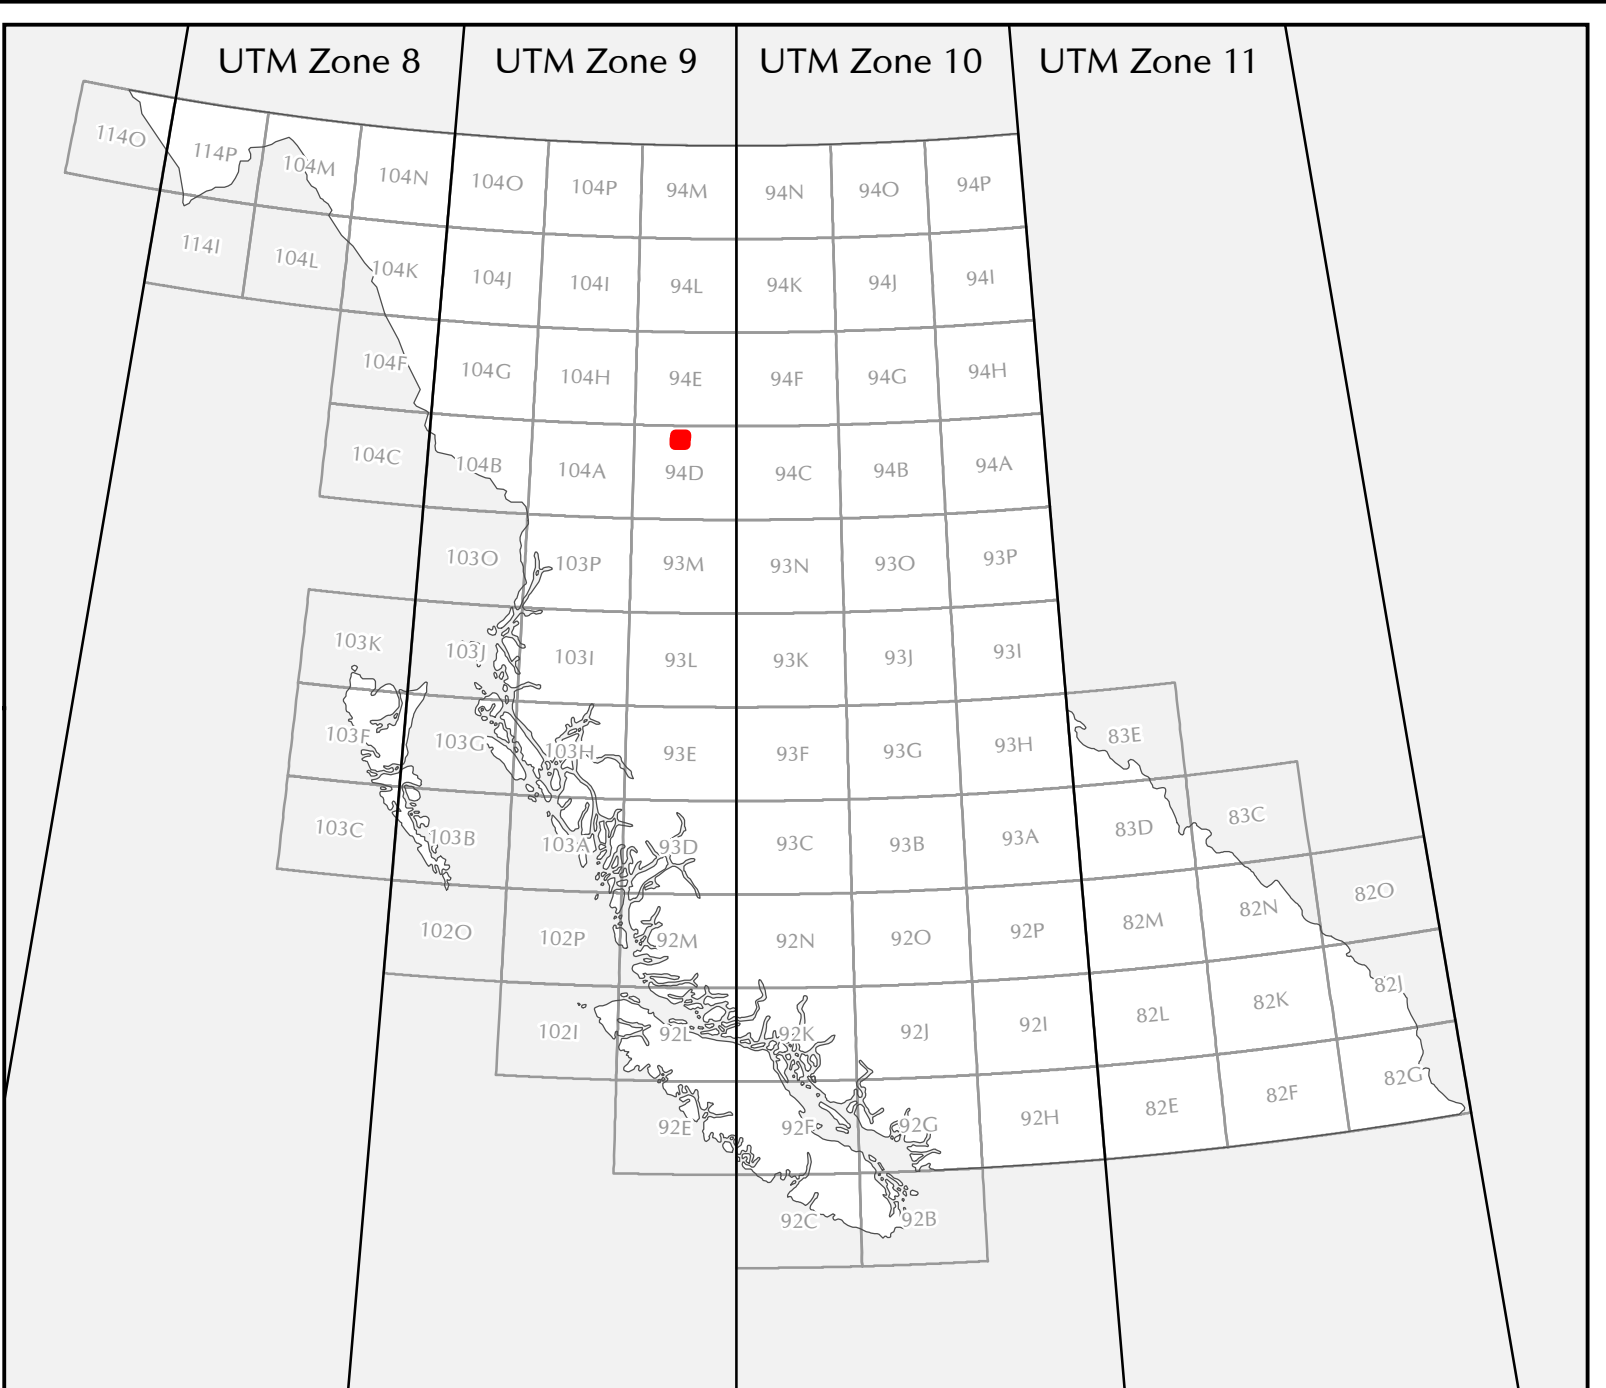 UTM Zone 8 UTM Zone 9 UTM Zone 10 UTM Zone 11
114O 114P 104M 104N 104O 104P 94M 94N 94O 94P
114I 104L 104K 104J 104I 94L 94K 94J 94I
104F 104G 104H 94E 94F 94G 94H
104C 104B 104A 94D 94C 94B 94A
103O 103P 93M 93N 93O 93P
103K 103J 103I 93L 93K 93J 93I
103F 103G 103H 93E 93F 93G 93H 83E
103C 103B 103A 93D 93C 93B 93A 83D 83C
102O 102P 92M 92N 92O 92P 82M 82N 82O
102I 92L 92K 92J 92I 82L 82K 82J
92E 92F 92G 92H 82E 82F 82G
92C 92B